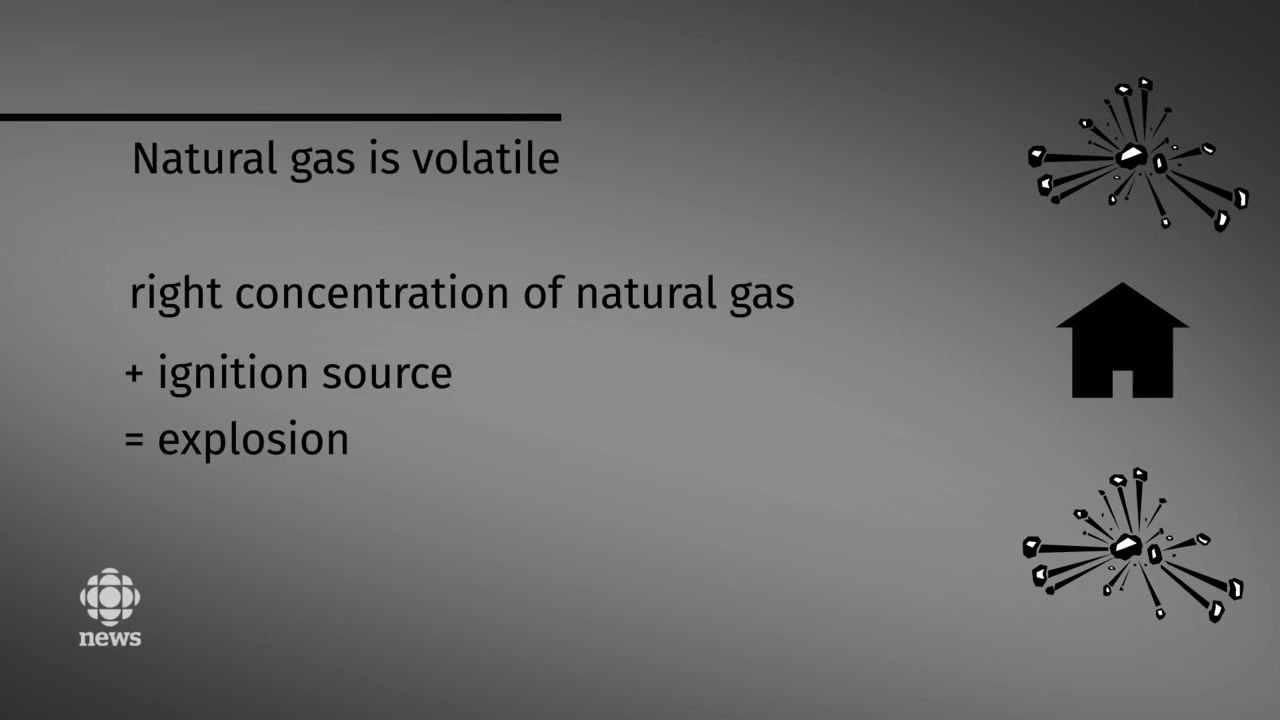 Natural gas is volatile
right concentration of natural gas
+ ignition source
= explosion
news